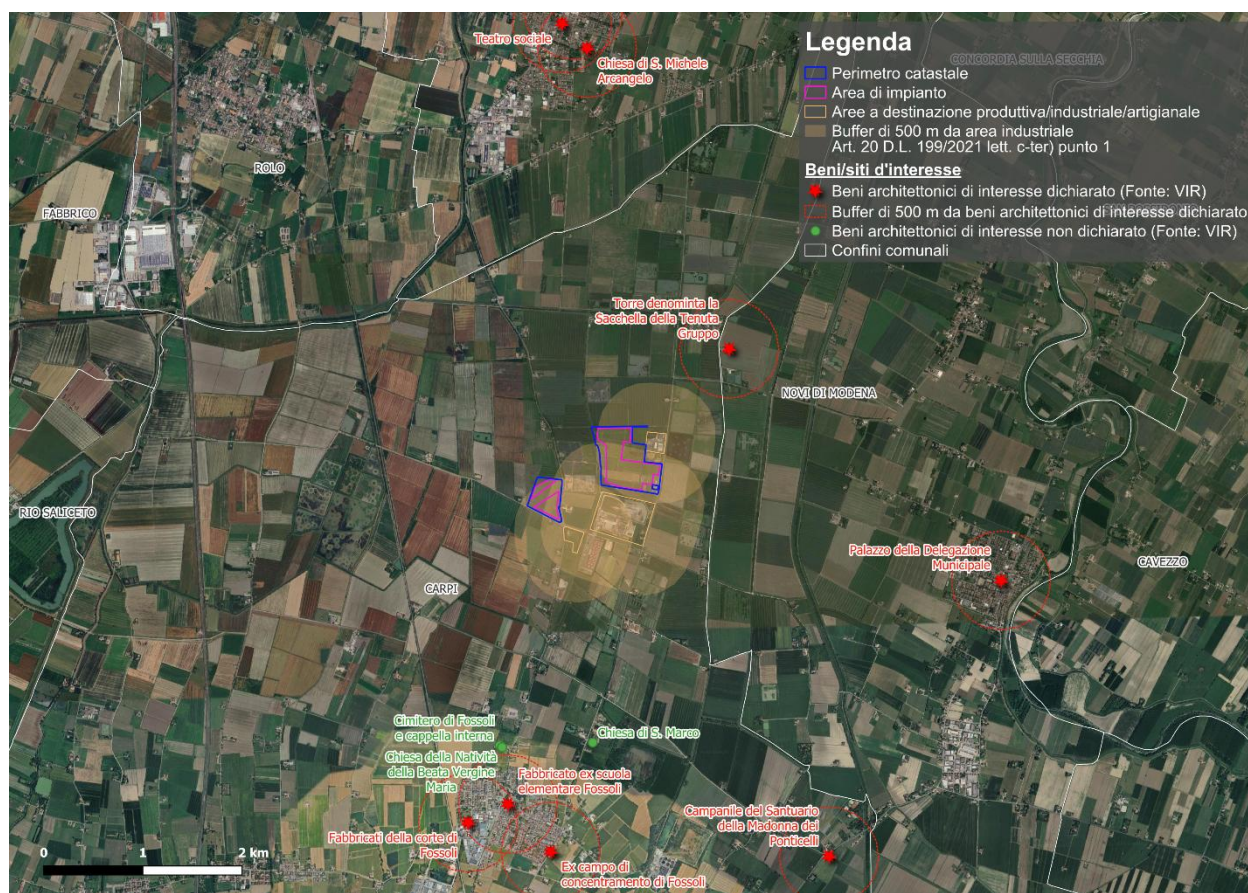 Teatro sociale
Chiesa di S. Michele
Arcangelo
Legenda
CONCORDIA SULLA SECCHIA
Perimetro catastale
Area di impianto
Aree a destinazione produttiva/industriale/artigianale
Buffer di 500 m da area industriale
Art. 20 D.L. 199/2021 lett. c-ter) punto 1
Beni/siti d'interesse
Beni architettonici di interesse dichiarato (Fonte: VIR)
Buffer di 500 m da beni architettonici di interesse dichiarato
Beni architettonici di interesse non dichiarato (Fonte: VIR)
Confini comunali
ROLO
FABBRICO
Torre denominta la
Sacchella della Tenuta
Gruppo
NOVI DI MODENA
RIO SALICETO
CARPI
Palazzo della Delegazione
Municipale
CAVEZZO
Cimitero di Fossoli
e cappella interna
Chiesa di S. Marco
Chiesa della Natività
della Beata Vergine
Maria
Fabbricato ex scuola
elementare Fossoli
Fabbricati della corte di
Fossoli
Ex campo di
concentramento di Fossoli
Campanile del Santuario
della Madonna dei
Ponticelli
0 1 2 km